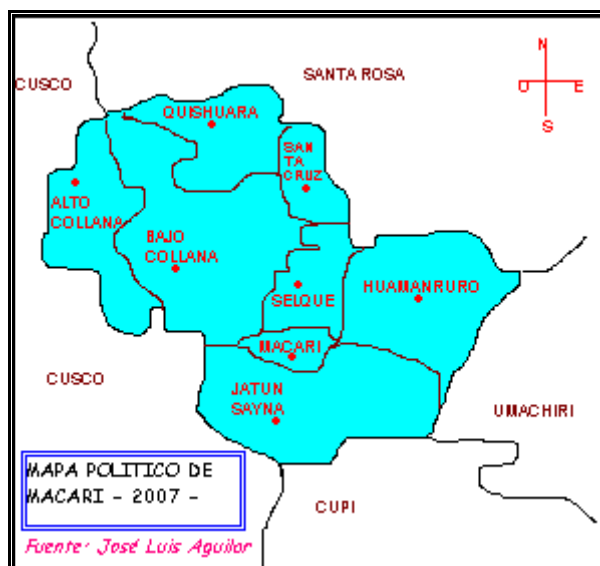 CUSCO
SANTA ROSA
N
O
E
S
QUISHUARA
SAN
TA
CRUZ
ALTO
COLLANA
BAJO
COLLANA
SELQUE
HUAMANRURO
MACARI
CUSCO
JATUN
SAYNA
UMACHIRI
CUPI
MAPA POLITICO DE
MACARI - 2007 -
Fuente: José Luis Aguilar